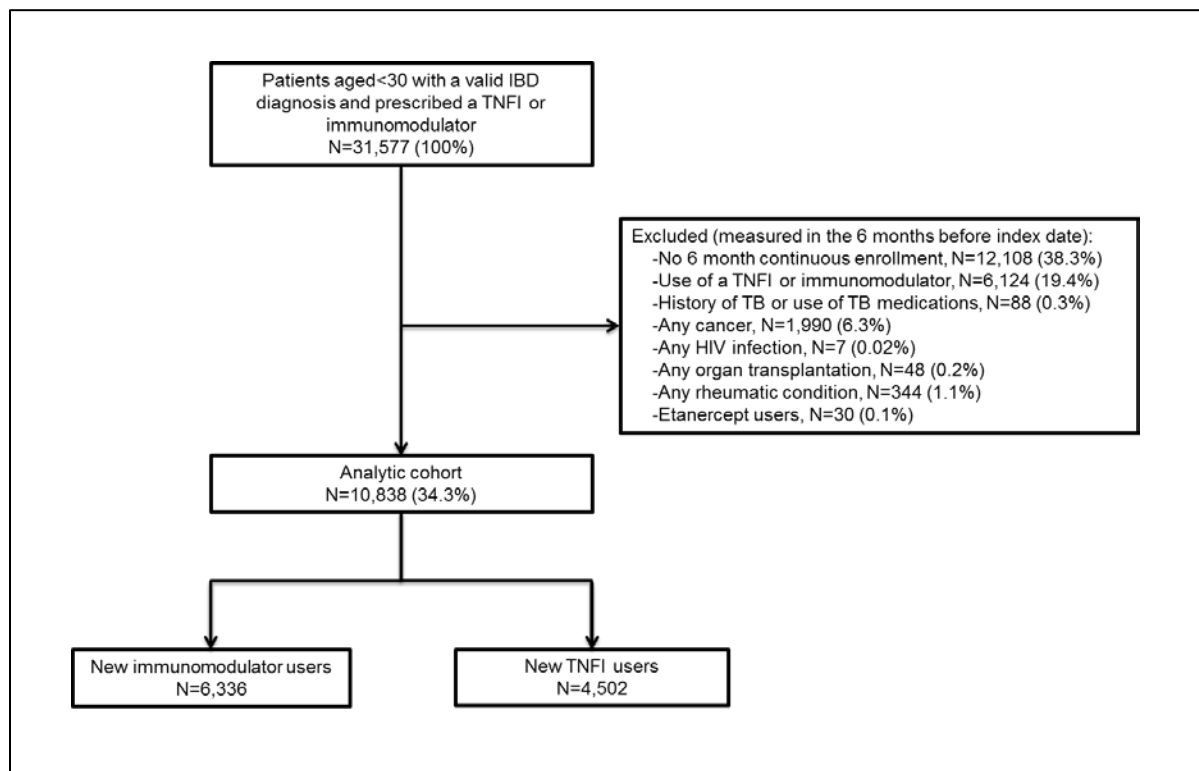 Patients aged<30 with a valid IBD
diagnosis and prescribed a TNFI or
immunomodulator
N=31,577 (100%)
Excluded (measured in the 6 months before index date):
-No 6 month continuous enrollment, N=12,108 (38.3%)
-Use of a TNFI or immunomodulator, N=6,124 (19.4%)
-History of TB or use of TB medications, N=88 (0.3%)
-Any cancer, N=1,990 (6.3%)
-Any HIV infection, N=7 (0.02%)
-Any organ transplantation, N=48 (0.2%)
-Any rheumatic condition, N=344 (1.1%)
-Etanercept users, N=30 (0.1%)
Analytic cohort
N=10,838 (34.3%)
New immunomodulator users
N=6,336
New TNFI users
N=4,502